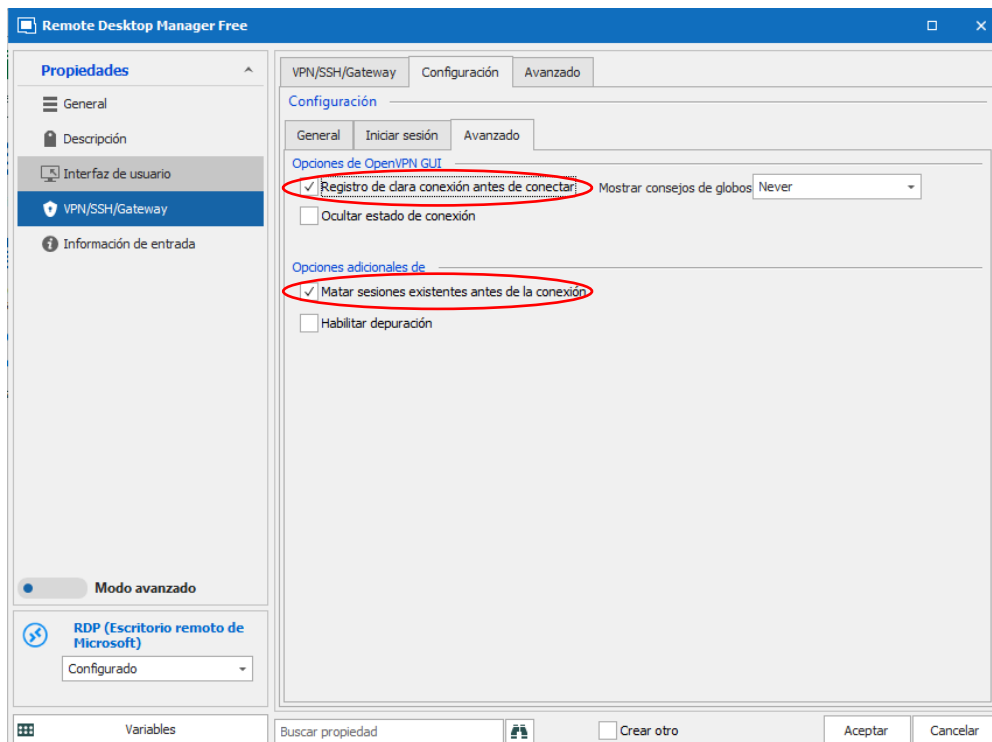 Remote Desktop Manager Free
Propiedades
General
Descripción
Interfaz de usuario
VPN/SSH/Gateway
Información de entrada
Modo avanzado
RDP (Escritorio remoto de
Microsoft)
Configurado
Variables
VPN/SSH/Gateway Configuración Avanzado
Configuración
General Iniciar sesión Avanzado
Opciones de OpenVPN GUI
Registro de clara conexión antes de conectar Mostrar consejos de globos Never
Ocultar estado de conexión
Opciones adicionales de
Matar sesiones existentes antes de la conexión
Habilitar depuración
Buscar propiedad Crear otro Aceptar Cancelar